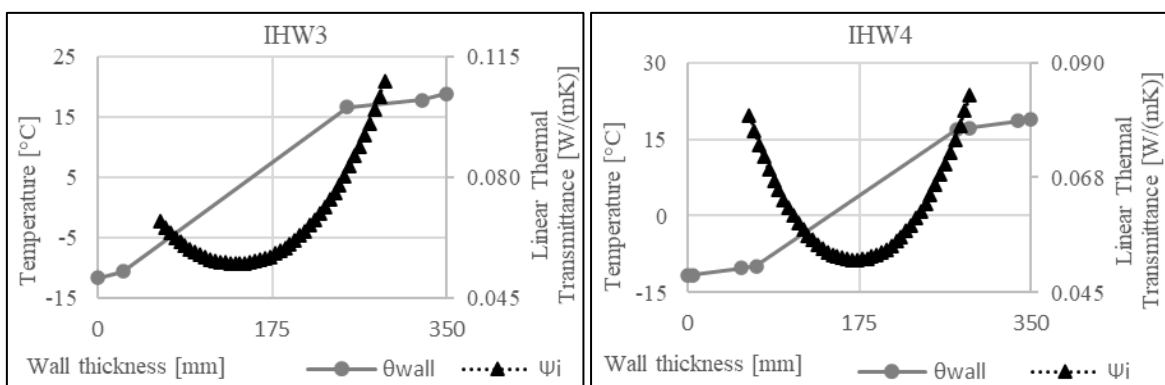 IHW3
Temperature [°C]
25
15
5
-5
-15
0.115
0.080
0.045
Linear Thermal
Transmittance [W/(mK)]
0
175
350
Wall thickness [mm]
θwall
Ψi
IHW4
Temperature [°C]
30
15
0
-15
0.090
0.068
0.045
Linear Thermal
Transmittance [W/(mK)]
0
175
350
Wall thickness [mm]
θwall
Ψi